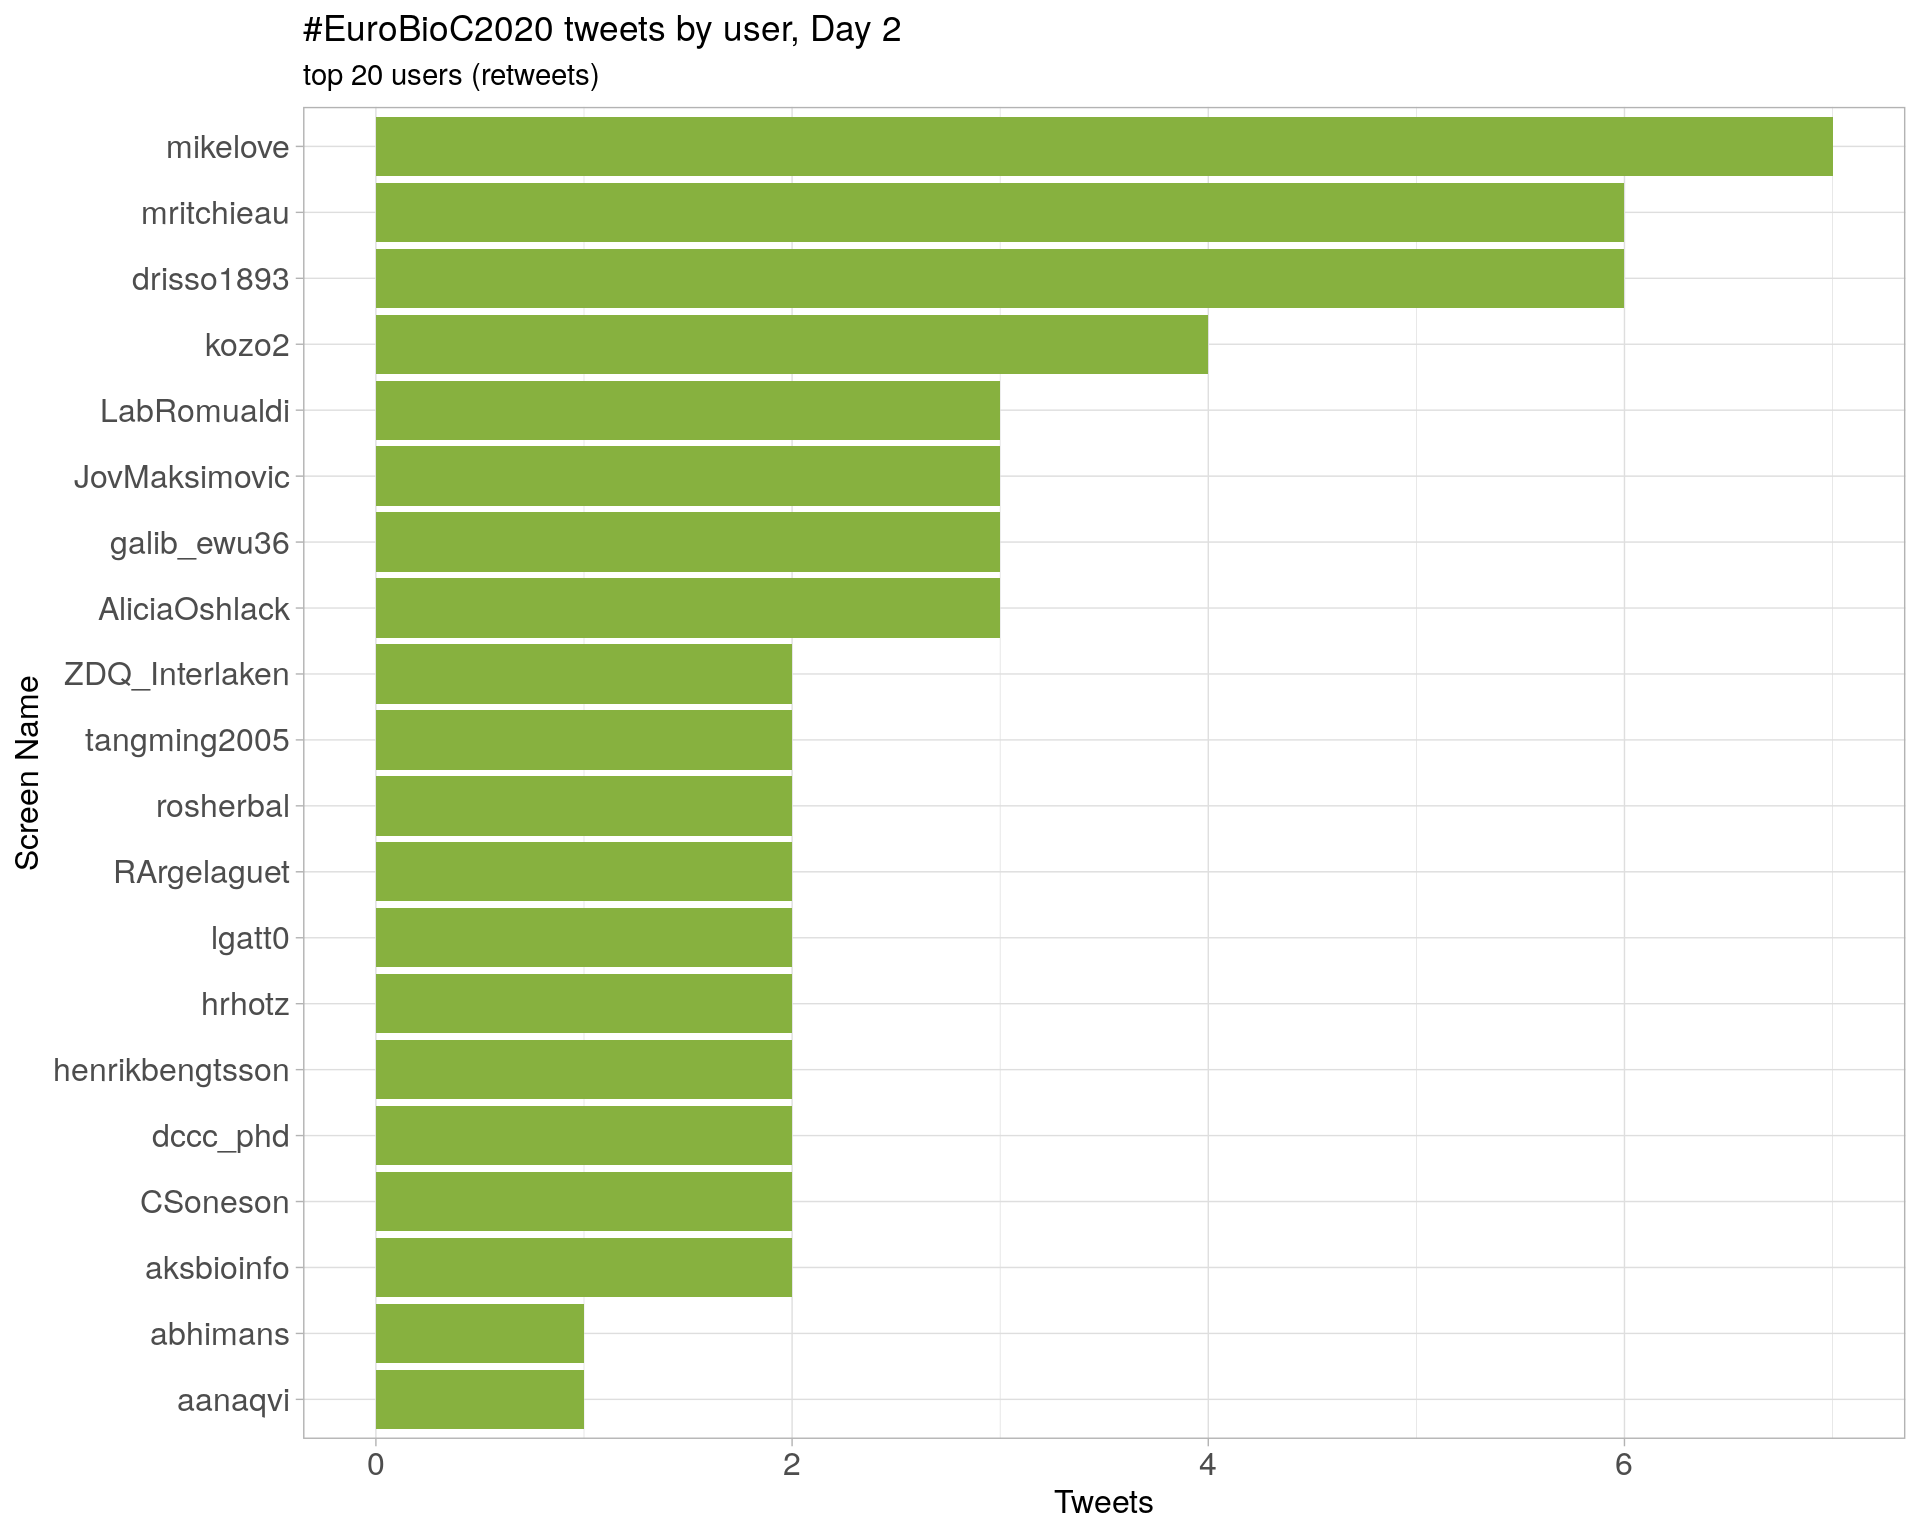 #EuroBioC2020 tweets by user, Day 2
top 20 users (retweets)
Screen Name
mikelove
mritchieau
drisso1893
kozo2
LabRomualdi
JovMaksimovic
galib_ewu36
AliciaOshlack
ZDQ_Interlaken
tangming2005
rosherbal
RArgelaguet
lgatt0
hrhotz
henrikbengtsson
dccc_phd
CSoneson
aksbioinfo
abhimans
aanaqvi
0 2 4 6
Tweets